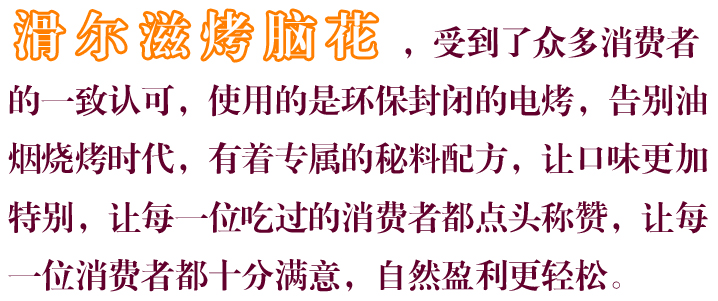 滑尔滋烤脑花，受到了众多消费者
的一致认可，使用的是环保封闭的电烤，告别油
烟烧烤时代，有着专属的秘料配方，让口味更加
特别，让每一位吃过的消费者都点头称赞，让每
一位消费者都十分满意，自然盈利更轻松。